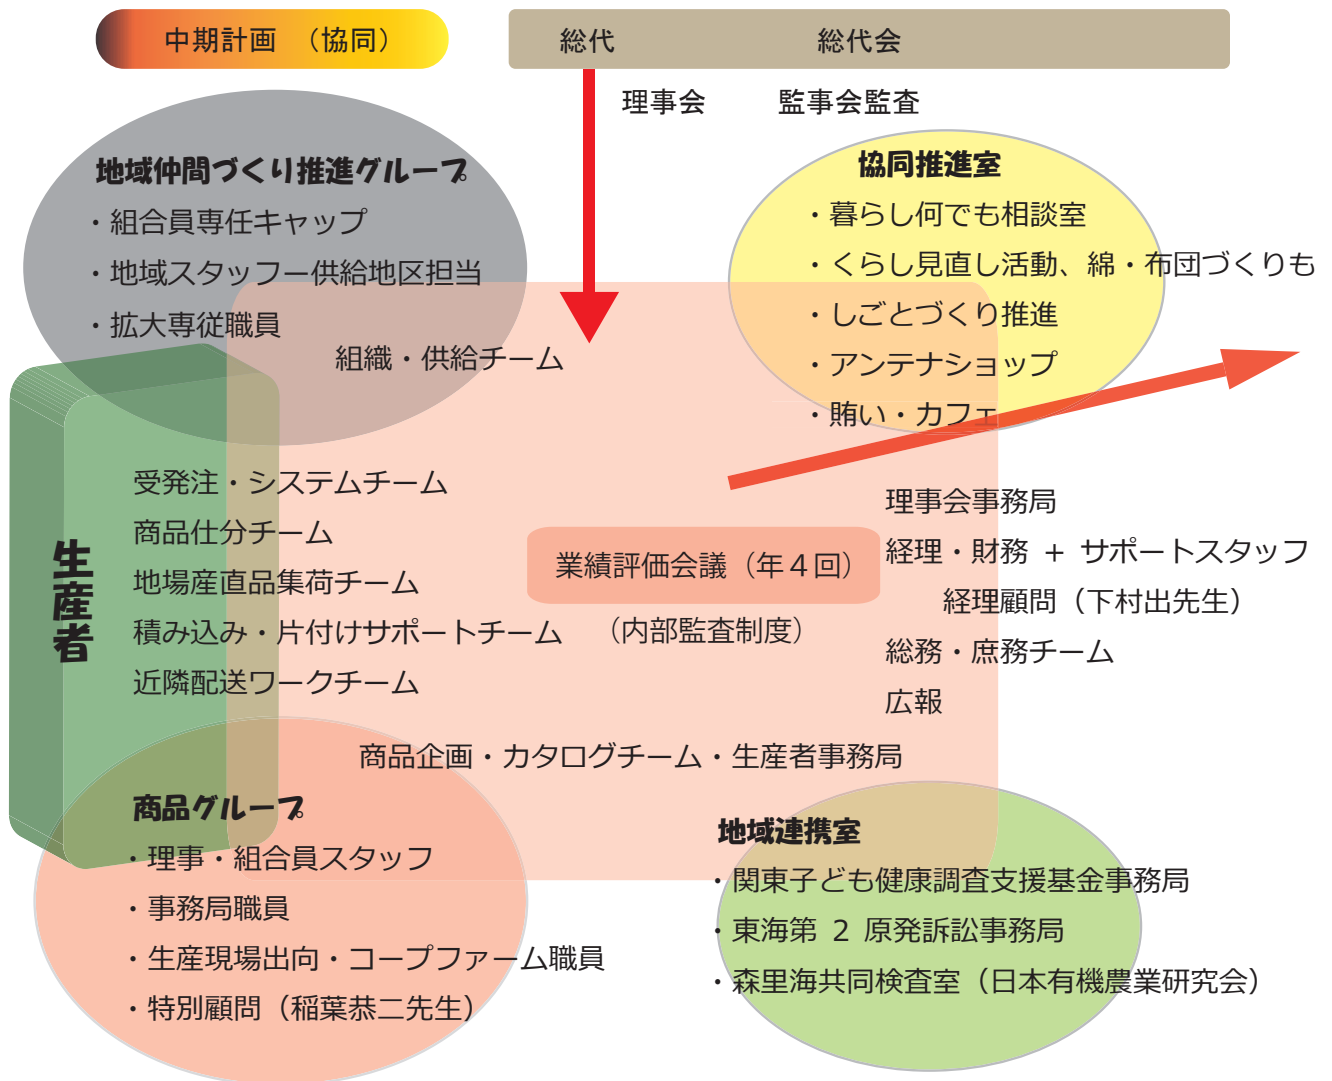 中期計画 （協同）
総代 総代会
理事会 監事会監査
地域仲間づくり推進グループ
・組合員専任キャップ
・地域スタッフー供給地区担当
・拡大専従職員
組織・供給チーム
協同推進室
・暮らし何でも相談室
・くらし見直し活動、綿・布団づくりも
・しごとづくり推進
・アンテナショップ
・賄い・カフェ
生産者
受発注・システムチーム
商品仕分チーム
地場産直品集荷チーム
積み込み・片付けサポートチーム
近隣配送ワークチーム
業績評価会議（年４回）
（内部監査制度）
理事会事務局
経理・財務 + サポートスタッフ
経理顧問（下村出先生）
総務・庶務チーム
広報
商品企画・カタログチーム・生産者事務局
商品グループ
・理事・組合員スタッフ
・事務局職員
・生産現場出向・コープファーム職員
・特別顧問（稲葉恭二先生）
地域連携室
・関東子ども健康調査支援基金事務局
・東海第 2 原発訴訟事務局
・森里海共同検査室（日本有機農業研究会）